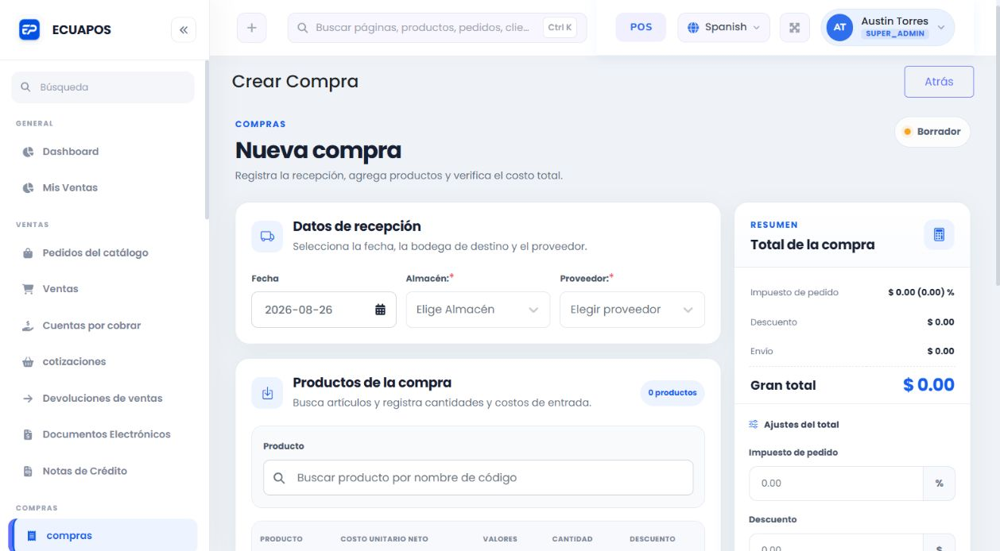 ECUAPOS
Buscar páginas, productos, pedidos, clie...
Ctrl K
POS
Spanish
AT
Austin Torres
SUPER_ADMIN
Búsqueda
GENERAL
Dashboard
Mis Ventas
VENTAS
Pedidos del catálogo
Ventas
Cuentas por cobrar
cotizaciones
Devoluciones de ventas
Documentos Electrónicos
Notas de Crédito
COMPRAS
compras
Crear Compra
Atrás
COMPRAS
Nueva compra
Registra la recepción, agrega productos y verifica el costo total.
Borrador
Datos de recepción
Selecciona la fecha, la bodega de destino y el proveedor.
Fecha
Almacén:*
Proveedor:*
2026-08-26
Elige Almacén
Elegir proveedor
Productos de la compra
Busca artículos y registra cantidades y costos de entrada.
0 productos
Producto
Buscar producto por nombre de código
PRODUCTO COSTO UNITARIO NETO VALORES CANTIDAD DESCUENTO
RESUMEN
Total de la compra
Impuesto de pedido $ 0.00 (0.00) %
Descuento $ 0.00
Envío $ 0.00
Gran total $ 0.00
Ajustes del total
Impuesto de pedido
0.00 %
Descuento
0.00 $